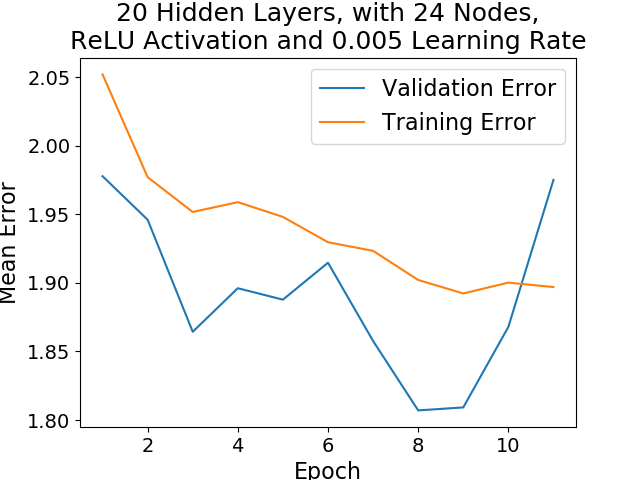 20 Hidden Layers, with 24 Nodes,
ReLU Activation and 0.005 Learning Rate
Validation Error
Training Error
Mean Error
2.05
2.00
1.95
1.90
1.85
1.80
2 4 6 8 10
Epoch